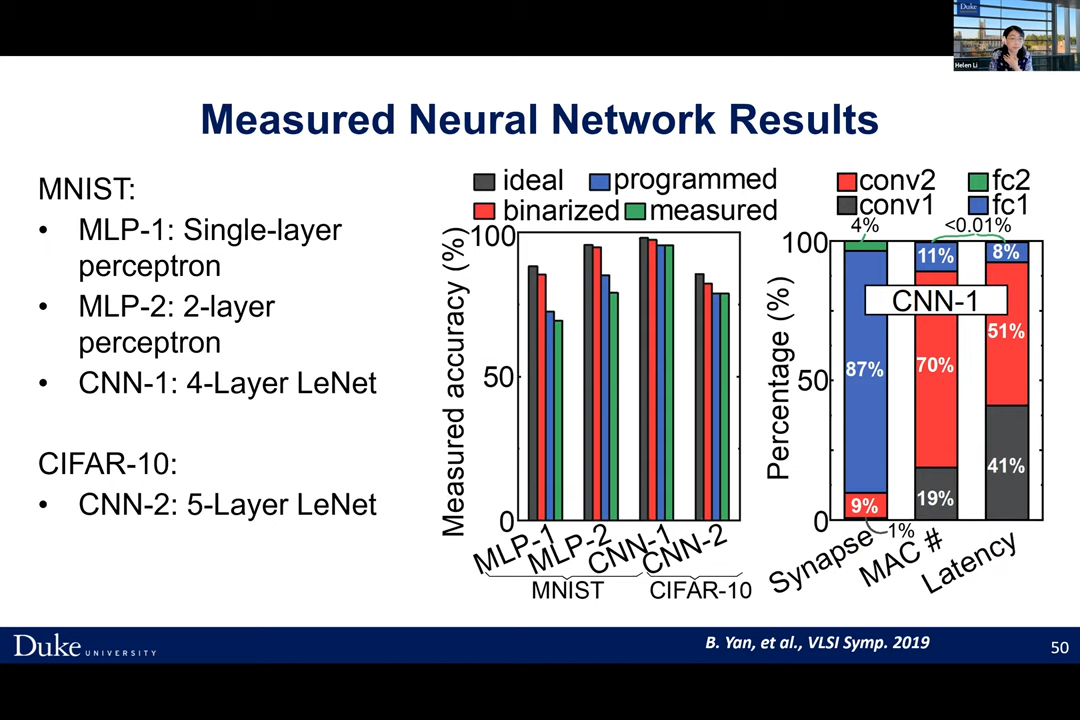 Duke
Helen Li
Measured Neural Network Results
MNIST:
• MLP-1: Single-layer
perceptron
• MLP-2: 2-layer
perceptron
• CNN-1: 4-Layer LeNet
CIFAR-10:
• CNN-2: 5-Layer LeNet
ideal programmed
binarized measured
Measured accuracy (%)
100
50
0
MLP-1 MLP-2 CNN-1 CNN-2
MNIST CIFAR-10
conv2 fc2
conv1 fc1
4% <0.01%
Percentage (%)
100
50
0
11% 8%
CNN-1
51%
87% 70%
41%
9% 19%
1%
Synapse MAC # Latency
Duke UNIVERSITY
B. Yan, et al., VLSI Symp. 2019
50